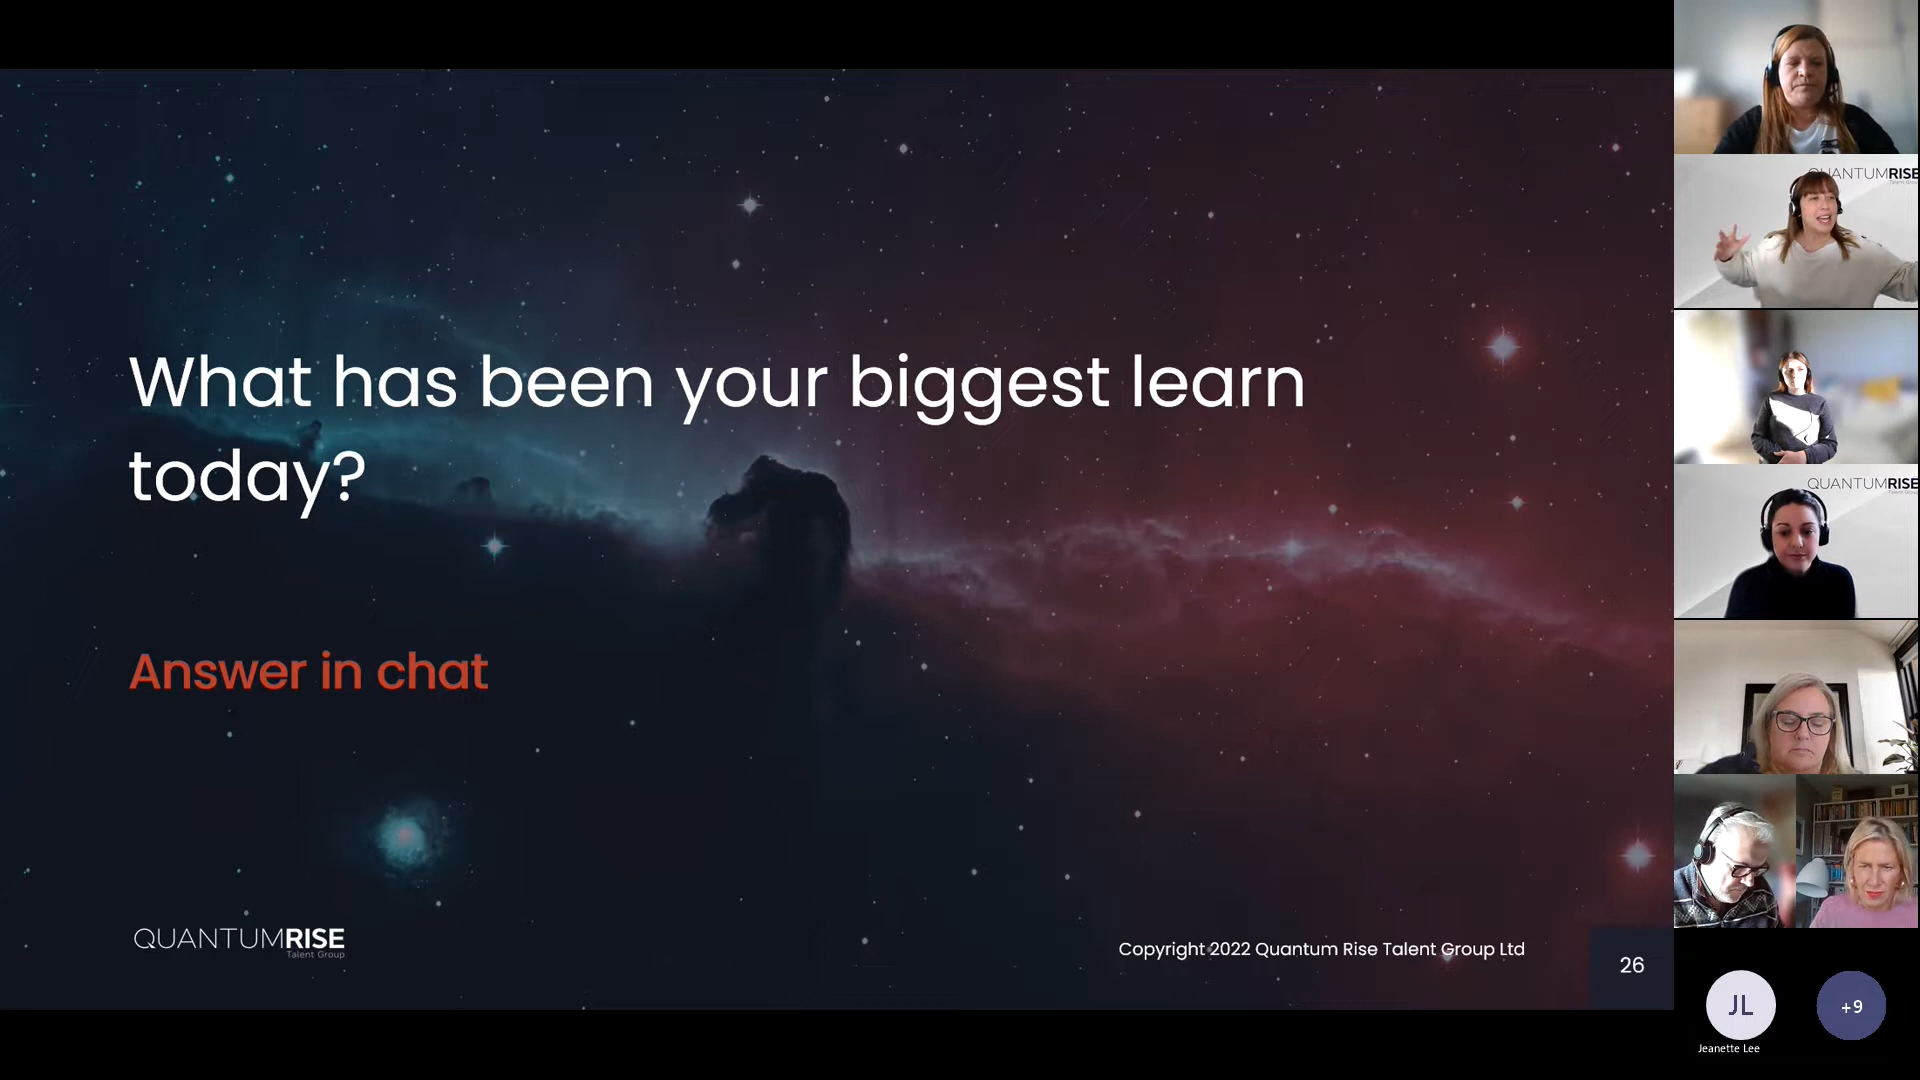 What has been your biggest learn
today?
Answer in chat
QUANTUMRISE
Talent Group
Copyright 2022 Quantum Rise Talent Group Ltd
26
QUANTUMRISE
QUANTUMRISE
JL
+9
Jeanette Lee